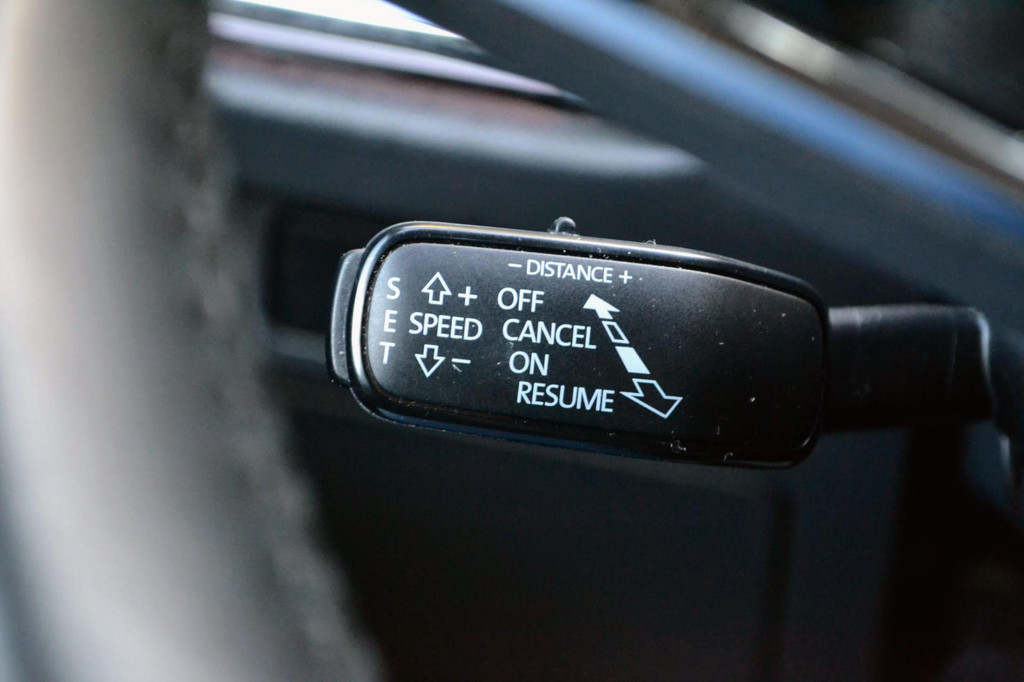 - DISTANCE +
S + OFF
E SPEED CANCEL
T - ON
RESUME